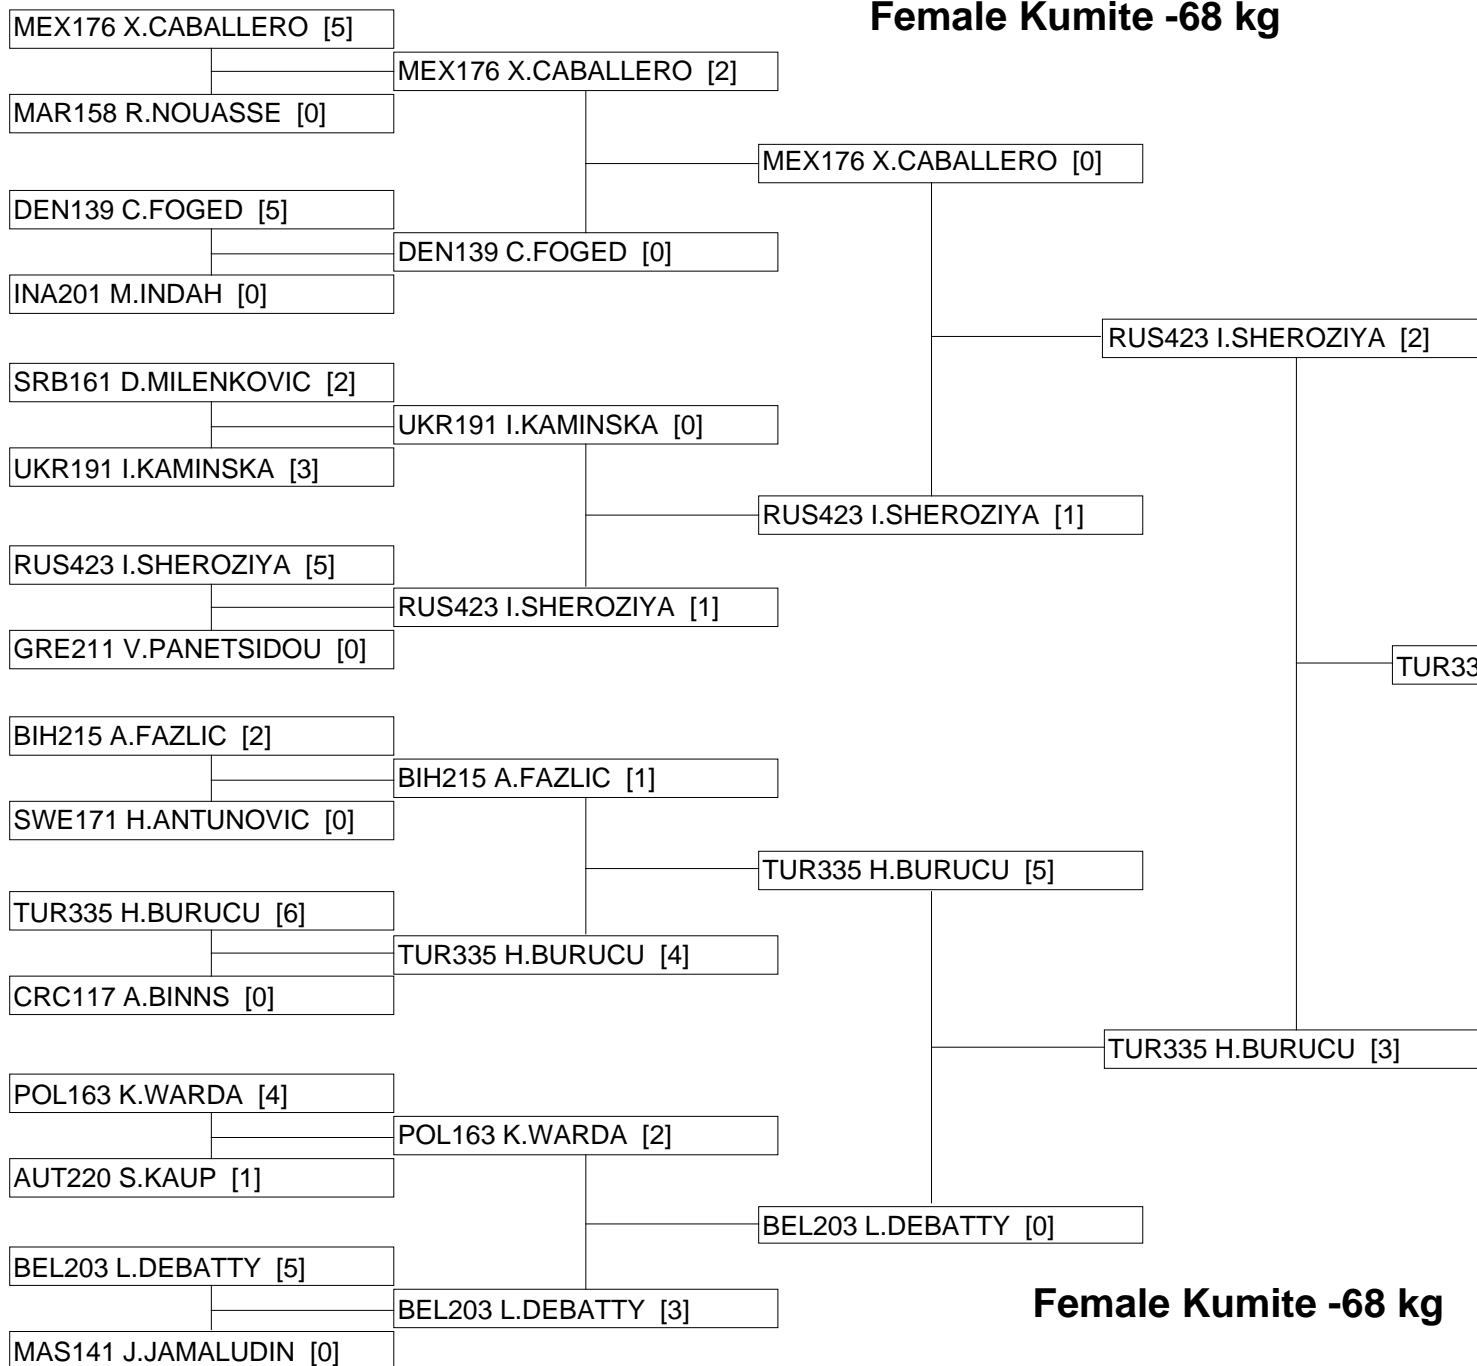 Female Kumite -68 kg
MEX176 X.CABALLERO [5]
MEX176 X.CABALLERO [2]
MAR158 R.NOUASSE [0]
MEX176 X.CABALLERO [0]
DEN139 C.FOGED [5]
DEN139 C.FOGED [0]
INA201 M.INDAH [0]
RUS423 I.SHEROZIYA [2]
SRB161 D.MILENKOVIC [2]
UKR191 I.KAMINSKA [0]
UKR191 I.KAMINSKA [3]
RUS423 I.SHEROZIYA [1]
RUS423 I.SHEROZIYA [5]
RUS423 I.SHEROZIYA [1]
GRE211 V.PANETSIDOU [0]
TUR33
BIH215 A.FAZLIC [2]
BIH215 A.FAZLIC [1]
SWE171 H.ANTUNOVIC [0]
TUR335 H.BURUCU [5]
TUR335 H.BURUCU [6]
TUR335 H.BURUCU [4]
CRC117 A.BINNS [0]
TUR335 H.BURUCU [3]
POL163 K.WARDA [4]
POL163 K.WARDA [2]
AUT220 S.KAUP [1]
BEL203 L.DEBATTY [0]
BEL203 L.DEBATTY [5]
BEL203 L.DEBATTY [3]
Female Kumite -68 kg
MAS141 J.JAMALUDIN [0]